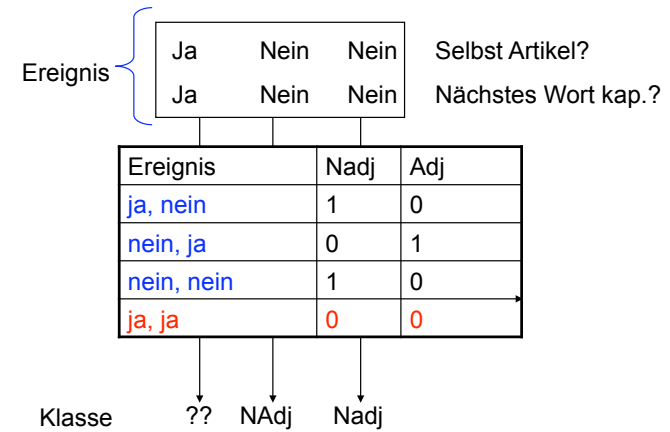 Ja Nein Nein Selbst Artikel?
Ereignis
Ja Nein Nein Nächstes Wort kap.?
Ereignis Nadj Adj
ja, nein 1 0
nein, ja 0 1
nein, nein 1 0
ja, ja 0 0
Klasse ?? NAdj Nadj